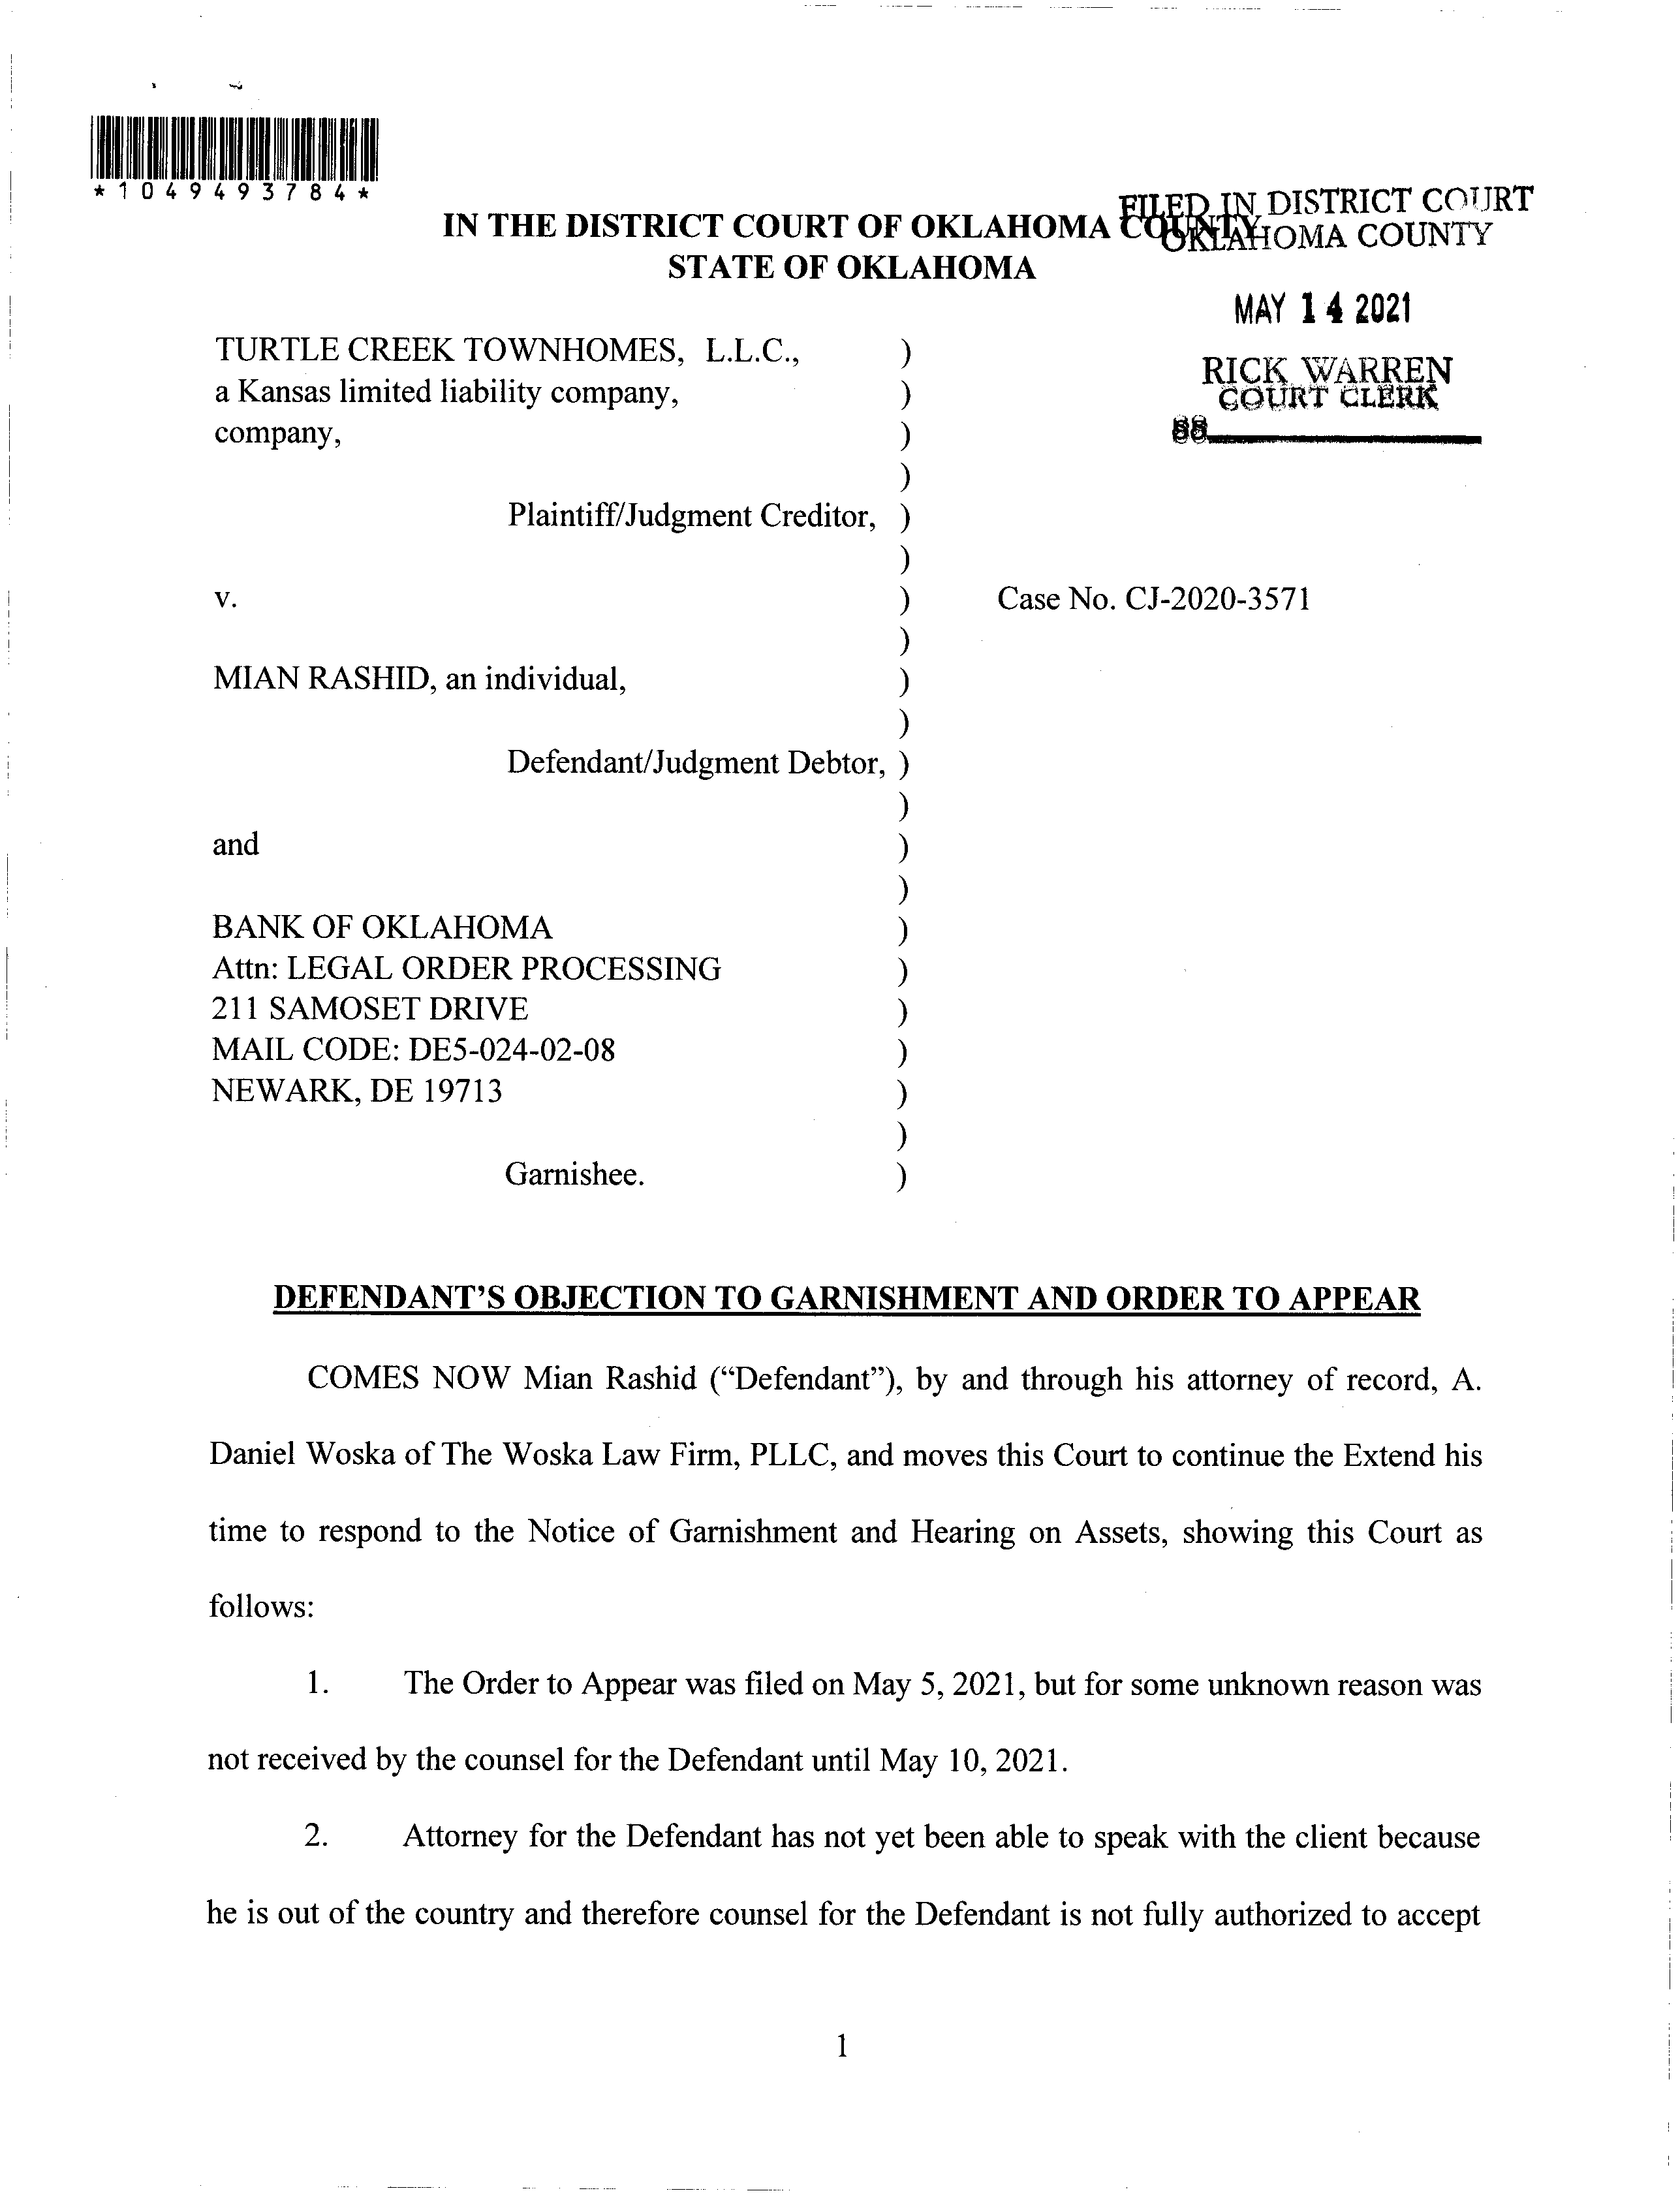 *1049493784*
FILED IN DISTRICT COURT
OKLAHOMA COUNTY
IN THE DISTRICT COURT OF OKLAHOMA COUNTY
STATE OF OKLAHOMA
MAY 14 2021
RICK WARREN
COURT CLERK
88
TURTLE CREEK TOWNHOMES, L.L.C., )
a Kansas limited liability company, )
company, )
)
Plaintiff/Judgment Creditor, )
)
v. ) Case No. CJ-2020-3571
)
MIAN RASHID, an individual, )
)
Defendant/Judgment Debtor, )
)
and )
)
BANK OF OKLAHOMA )
Attn: LEGAL ORDER PROCESSING )
211 SAMOSET DRIVE )
MAIL CODE: DE5-024-02-08 )
NEWARK, DE 19713 )
)
Garnishee. )
DEFENDANT'S OBJECTION TO GARNISHMENT AND ORDER TO APPEAR
COMES NOW Mian Rashid (“Defendant”), by and through his attorney of record, A.
Daniel Woska of The Woska Law Firm, PLLC, and moves this Court to continue the Extend his
time to respond to the Notice of Garnishment and Hearing on Assets, showing this Court as
follows:
1. The Order to Appear was filed on May 5, 2021, but for some unknown reason was
not received by the counsel for the Defendant until May 10, 2021.
2. Attorney for the Defendant has not yet been able to speak with the client because
he is out of the country and therefore counsel for the Defendant is not fully authorized to accept
1